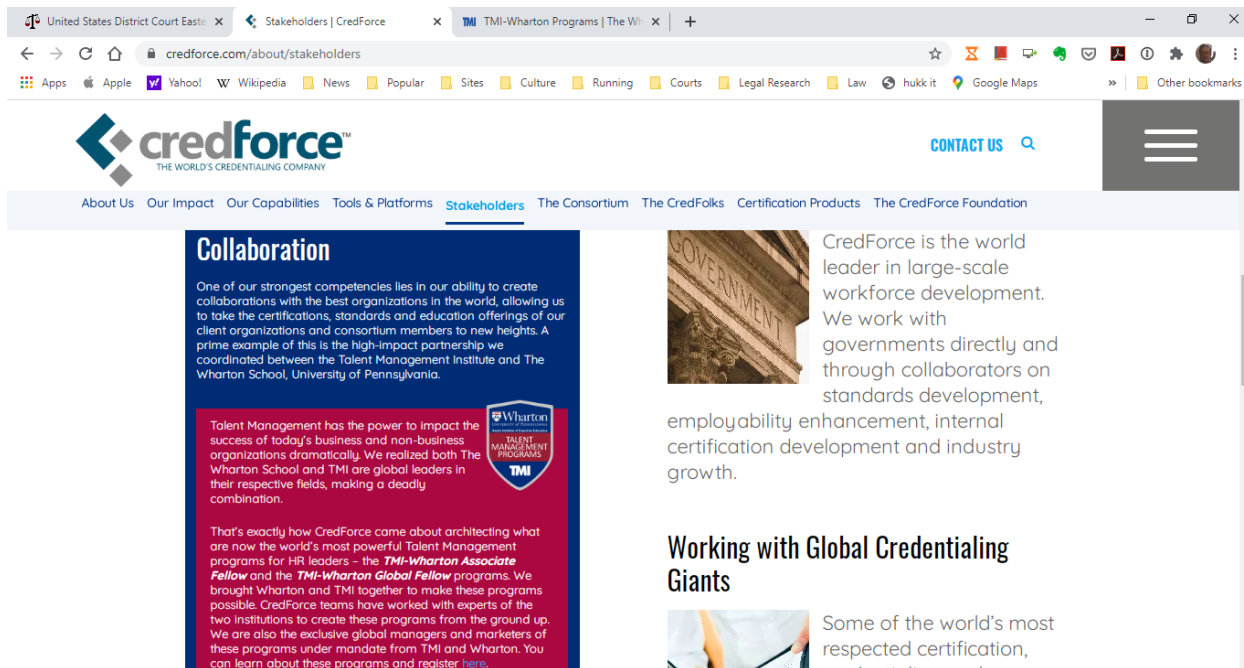 United States District Court Easte
Stakeholders | CredForce
TMI
TMI-Wharton Programs | The Wh
credforce.com/about/stakeholders
Apps
Apple
Yahoo!
Wikipedia
News
Popular
Sites
Culture
Running
Courts
Legal Research
Law
hukk it
Google Maps
»
Other bookmarks
credforce™
THE WORLD'S CREDENTIALING COMPANY
CONTACT US
About Us Our Impact Our Capabilities Tools & Platforms Stakeholders The Consortium The CredFolks Certification Products The CredForce Foundation
Collaboration
One of our strongest competencies lies in our ability to create
collaborations with the best organizations in the world, allowing us
to take the certifications, standards and education offerings of our
client organizations and consortium members to new heights. A
prime example of this is the high-impact partnership we
coordinated between the Talent Management Institute and The
Wharton School, University of Pennsylvania.
Talent Management has the power to impact the
success of today's business and non-business
organizations dramatically. We realized both The
Wharton School and TMI are global leaders in
their respective fields, making a deadly
combination.
Wharton
TALENT
MANAGEMENT
PROGRAMS
TMI
That's exactly how CredForce came about architecting what
are now the world's most powerful Talent Management
programs for HR leaders – the TMI-Wharton Associate
Fellow and the TMI-Wharton Global Fellow programs. We
brought Wharton and TMI together to make these programs
possible. CredForce teams have worked with experts of the
two institutions to create these programs from the ground up.
We are also the exclusive global managers and marketers of
these programs under mandate from TMI and Wharton. You
can learn about these programs and register here.
GOVERNMENT
CredForce is the world
leader in large-scale
workforce development.
We work with
governments directly and
through collaborators on
standards development,
employability enhancement, internal
certification development and industry
growth.
Working with Global Credentialing
Giants
Some of the world's most
respected certification,